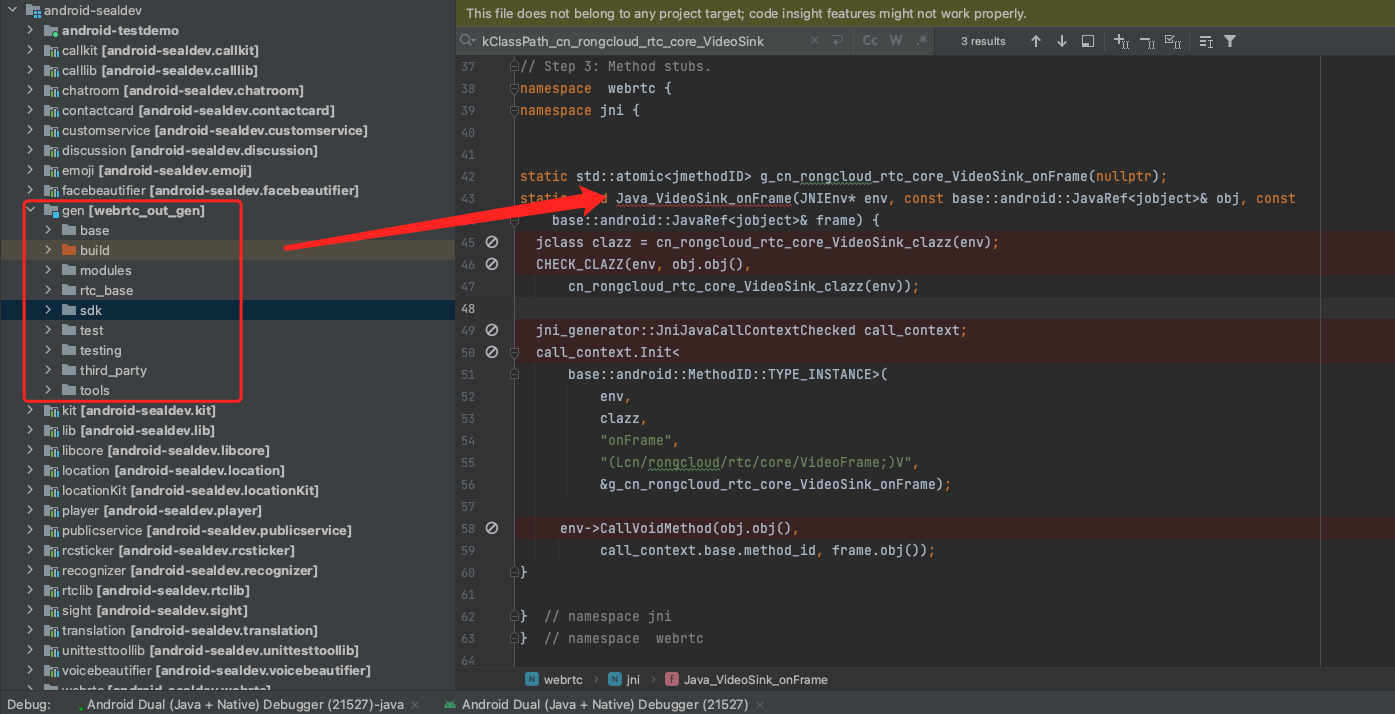 android-sealdev
android-testdemo
callkit [android-sealdev.callkit]
calllib [android-sealdev.calllib]
chatroom [android-sealdev.chatroom]
contactcard [android-sealdev.contactcard]
customservice [android-sealdev.customservice]
discussion [android-sealdev.discussion]
emoji [android-sealdev.emoji]
facebeautifier [android-sealdev.facebeautifier]
gen [webrtc_out_gen]
base
build
modules
rtc_base
sdk
test
testing
third_party
tools
kit [android-sealdev.kit]
lib [android-sealdev.lib]
libcore [android-sealdev.libcore]
location [android-sealdev.location]
locationKit [android-sealdev.locationKit]
player [android-sealdev.player]
publicservice [android-sealdev.publicservice]
rcsticker [android-sealdev.rcsticker]
recognizer [android-sealdev.recognizer]
rtclib [android-sealdev.rtclib]
sight [android-sealdev.sight]
translation [android-sealdev.translation]
unittesttoollib [android-sealdev.unittesttoollib]
voicebeautifier [android-sealdev.voicebeautifier]
webrtc [android-sealdev.webrtc]
This file does not belong to any project target; code insight features might not work properly.
kClassPath_cn_rongcloud_rtc_core_VideoSink
Cc W .* 3 results
37 // Step 3: Method stubs.
38 namespace  webrtc {
39 namespace jni {
40
41
42 static std::atomic<jmethodID> g_cn_rongcloud_rtc_core_VideoSink_onFrame(nullptr);
43 Java_VideoSink_onFrame(JNIEnv* env, const base::android::JavaRef<jobject>& obj, const
base::android::JavaRef<jobject>& frame) {
45 jclass clazz = cn_rongcloud_rtc_core_VideoSink_clazz(env);
46 CHECK_CLAZZ(env, obj.obj(),
47 cn_rongcloud_rtc_core_VideoSink_clazz(env));
48
49 jni_generator::JniJavaCallContextChecked call_context;
50 call_context.Init<
51 base::android::MethodID::TYPE_INSTANCE>(
52 env,
53 clazz,
54 "onFrame",
55 "(Lcn/rongcloud/rtc/core/VideoFrame;)V",
56 &g_cn_rongcloud_rtc_core_VideoSink_onFrame);
57
58 env->CallVoidMethod(obj.obj(),
59 call_context.base.method_id, frame.obj());
60 }
61
62 }  // namespace jni
63 }  // namespace  webrtc
64
webrtc > jni > Java_VideoSink_onFrame
Debug: Android Dual (Java + Native) Debugger (21527)-java × Android Dual (Java + Native) Debugger (21527) ×